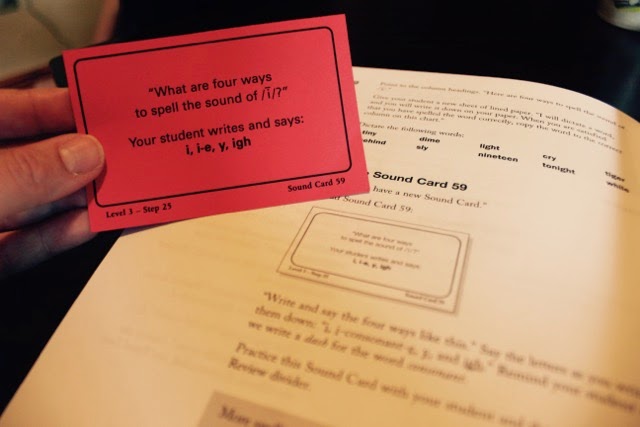 "What are four ways
to spell the sound of /ī/?"
Your student writes and says:
i, i-e, y, igh
Level 3 – Step 25
Sound Card 59
Point to the column headings. "Here are four ways to spell the sound of
/ī/."
Give your student a new sheet of lined paper. "I will dictate a word,
and you will write it down on your paper. When you are satisfied
that you have spelled the word correctly, copy the word to the correct
column on this chart."
Dictate the following words:
tiny dime light cry tiger
behind sly nineteen tonight white
Sound Card 59
have a new Sound Card."
Sound Card 59:
"What are four ways
to spell the sound of /ī/?"
Your student writes and says:
i, i-e, y, igh
Level 3 – Step 25
Sound Card 59
"Write and say the four ways like this." Say the letters as you write
them down: "i, i-consonant-e, y, and igh." Remind your student
we write a dash for the word consonant.
Practice this Sound Card with your student and
Review divider.